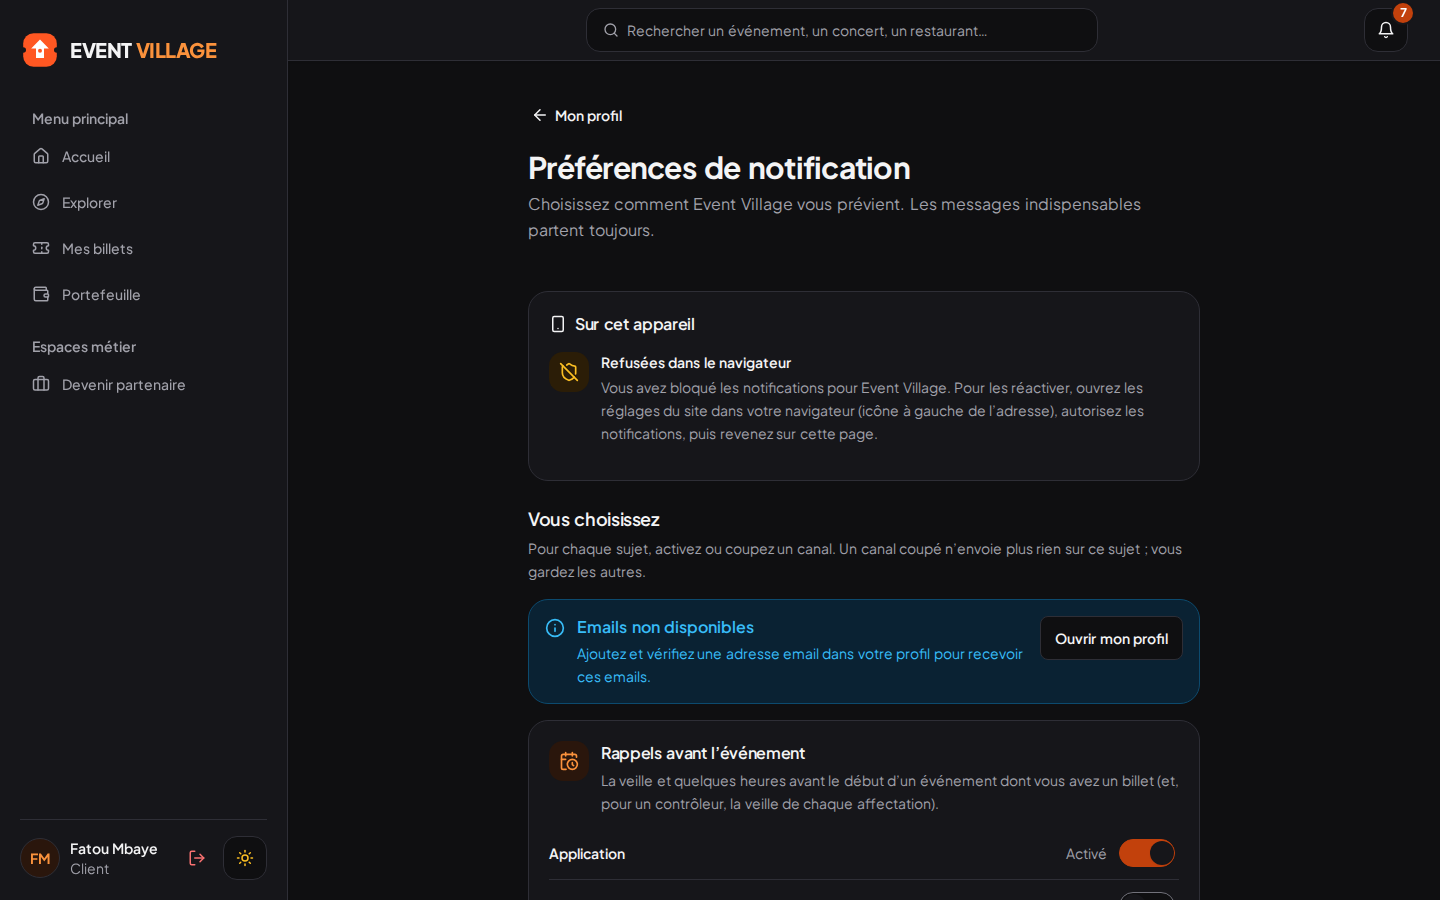 EVENT VILLAGE
Rechercher un événement, un concert, un restaurant...
7
Menu principal
Accueil
Explorer
Mes billets
Portefeuille
Espaces métier
Devenir partenaire
FM
Fatou Mbaye
Client
Mon profil
Préférences de notification
Choisissez comment Event Village vous prévient. Les messages indispensables
partent toujours.
Sur cet appareil
Refusées dans le navigateur
Vous avez bloqué les notifications pour Event Village. Pour les réactiver, ouvrez les
réglages du site dans votre navigateur (icône à gauche de l’adresse), autorisez les
notifications, puis revenez sur cette page.
Vous choisissez
Pour chaque sujet, activez ou coupez un canal. Un canal coupé n’envoie plus rien sur ce sujet ; vous
gardez les autres.
Emails non disponibles
Ajoutez et vérifiez une adresse email dans votre profil pour recevoir
ces emails.
Ouvrir mon profil
Rappels avant l’événement
La veille et quelques heures avant le début d’un événement dont vous avez un billet (et,
pour un contrôleur, la veille de chaque affectation).
Application
Activé